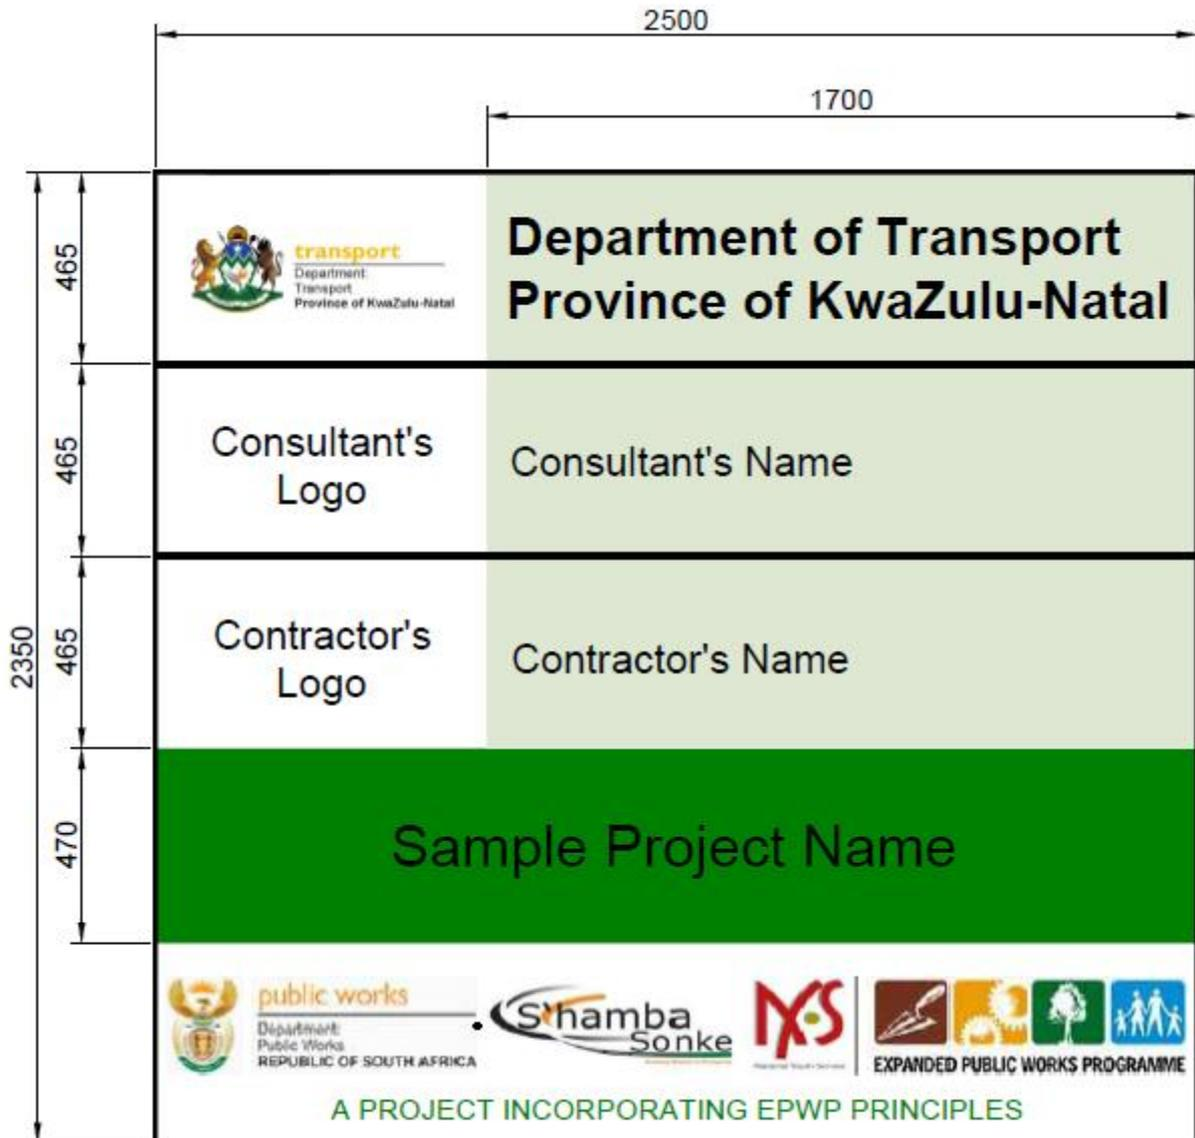 2500
1700
465
transport
Department:
Transport
Province of KwaZulu-Natal
Department of Transport
Province of KwaZulu-Natal
465
Consultant's
Logo
Consultant's Name
2350
465
Contractor's
Logo
Contractor's Name
470
Sample Project Name
public works
Department:
Public Works
REPUBLIC OF SOUTH AFRICA
S'hamba
Sonke
NYS
EXPANDED PUBLIC WORKS PROGRAMME
A PROJECT INCORPORATING EPWP PRINCIPLES